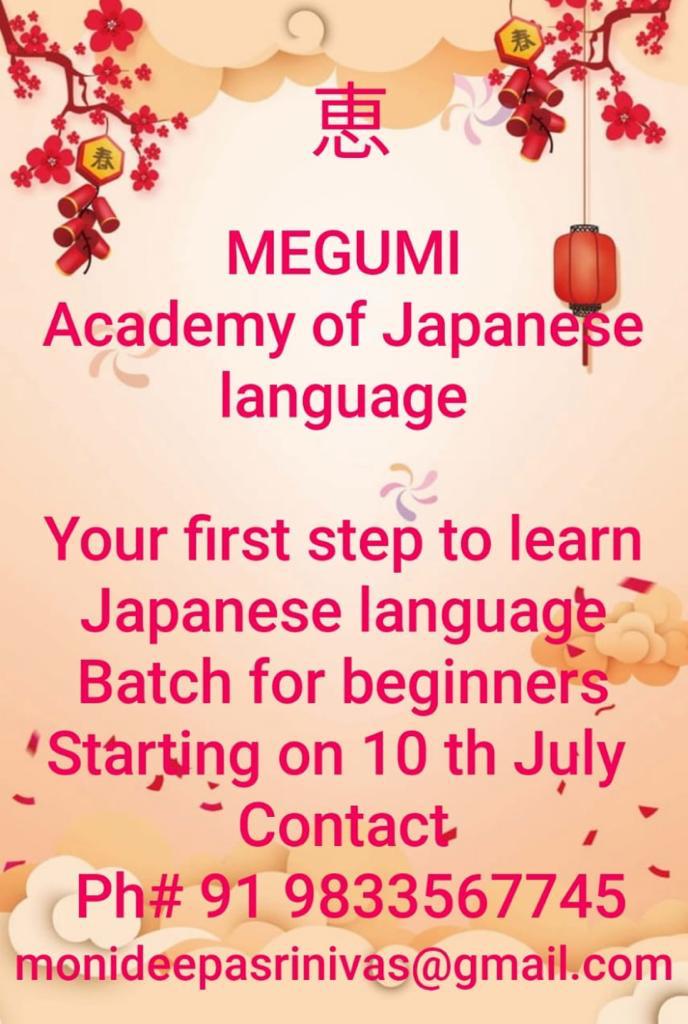 春
春
恵
MEGUMI
Academy of Japanese
language
Your first step to learn
Japanese language
Batch for beginners
Starting on 10 th July
Contact
Ph# 91 9833567745
monideepasrinivas@gmail.com